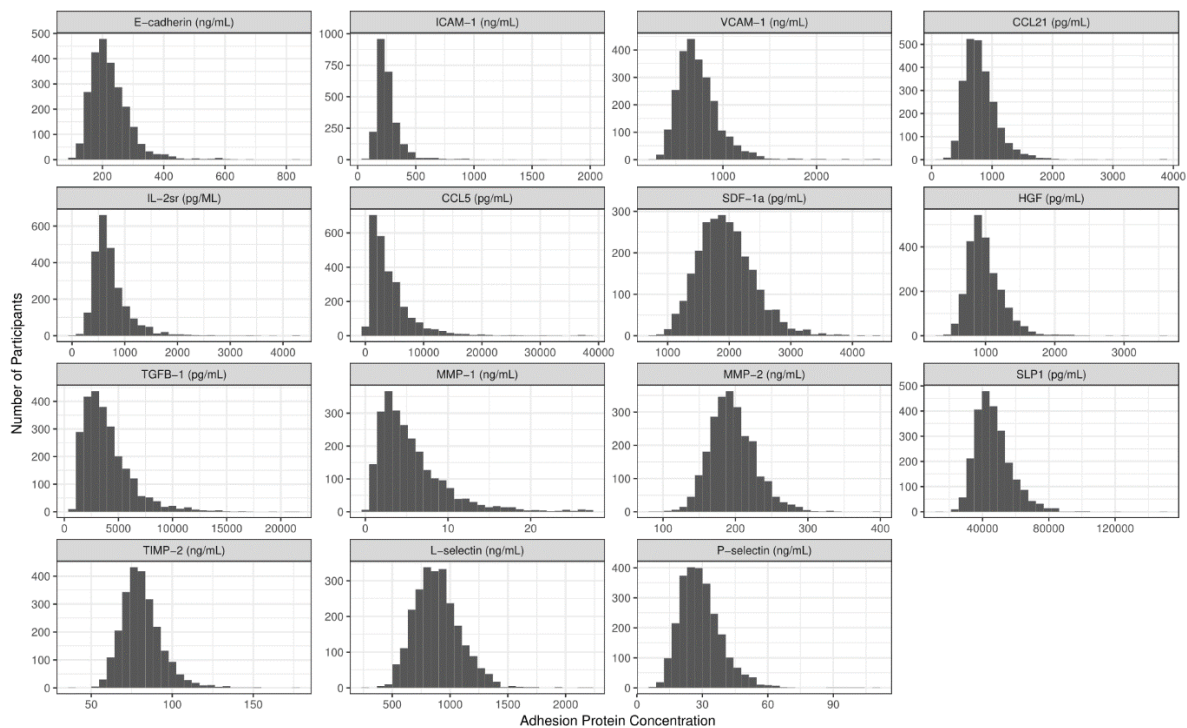 E−cadherin (ng/mL)
ICAM−1 (ng/mL)
VCAM−1 (ng/mL)
CCL21 (pg/mL)
500
400
300
200
100
0
200 400 600 800
1000
750
500
250
0
0 500 1000 1500 2000
400
300
200
100
0
1000 2000
500
400
300
200
100
0
0 1000 2000 3000 4000
IL−2sr (pg/ML)
CCL5 (pg/mL)
SDF−1a (pg/mL)
HGF (pg/mL)
600
400
200
0
0 1000 2000 3000 4000
600
400
200
0
0 10000 20000 30000 40000
300
200
100
0
1000 2000 3000 4000
400
200
0
1000 2000 3000
Number of Participants
TGFB−1 (pg/mL)
MMP−1 (ng/mL)
MMP−2 (ng/mL)
SLP1 (pg/mL)
400
300
200
100
0
0 5000 10000 15000 20000
300
200
100
0
0 10 20
300
200
100
0
100 200 300 400
500
400
300
200
100
0
40000 80000 120000
TIMP−2 (ng/mL)
L−selectin (ng/mL)
P−selectin (ng/mL)
400
300
200
100
0
50 100 150
300
200
100
0
500 1000 1500 2000
400
300
200
100
0
0 30 60 90
Adhesion Protein Concentration